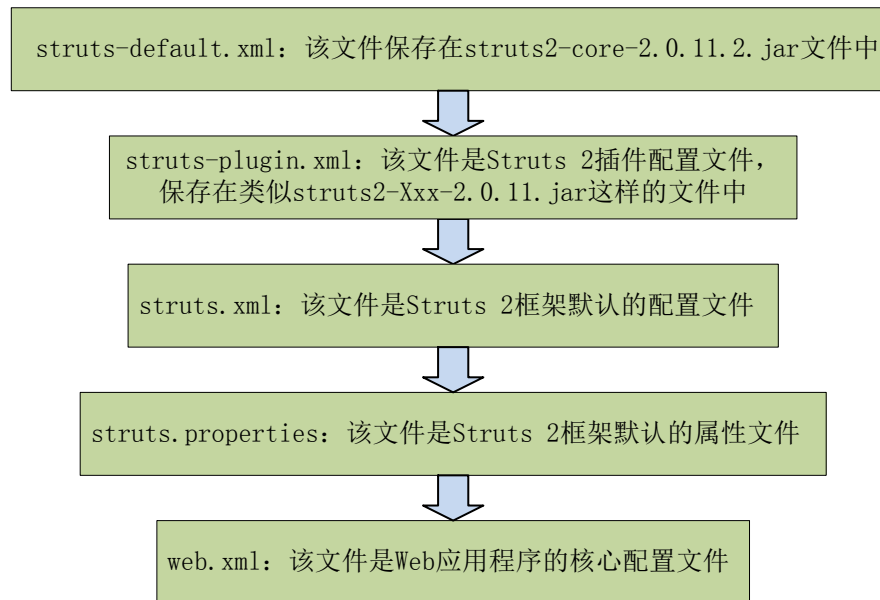 struts-default.xml：该文件保存在struts2-core-2.0.11.2.jar文件中
struts-plugin.xml：该文件是Struts 2插件配置文件，
保存在类似struts2-Xxx-2.0.11.jar这样的文件中
struts.xml：该文件是Struts 2框架默认的配置文件
struts.properties：该文件是Struts 2框架默认的属性文件
web.xml：该文件是Web应用程序的核心配置文件